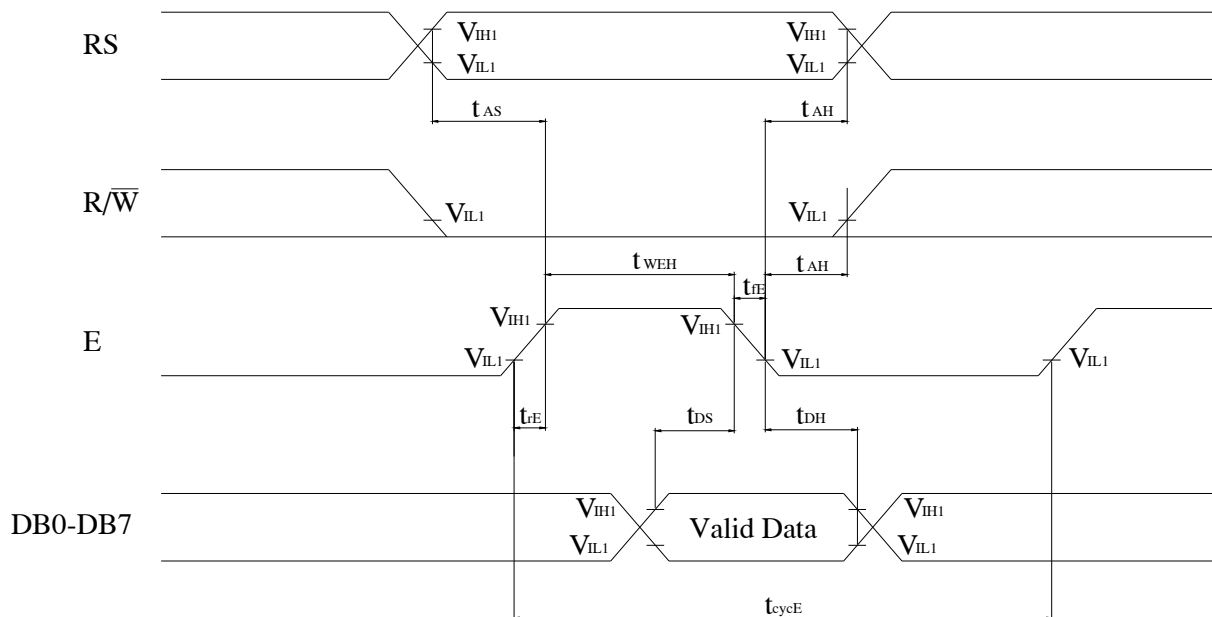 RS
VIH1
VIH1
VIL1
VIL1
tAS
tAH
R/W̅
VIL1
VIL1
tWEH
tAH
tfE
E
VIH1
VIH1
VIL1
VIL1
VIL1
trE
tDS
tDH
DB0-DB7
VIH1
Valid Data
VIH1
VIL1
VIL1
tcycE